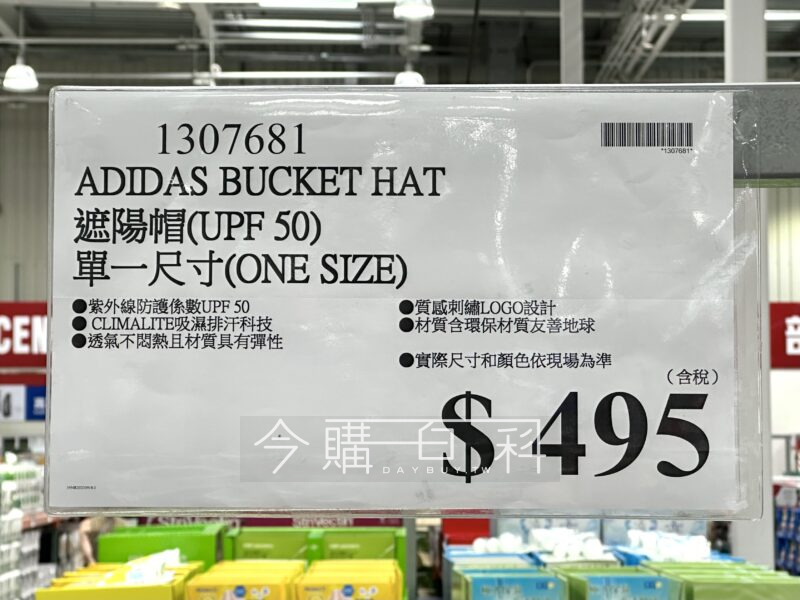 1307681
*1307681*
ADIDAS BUCKET HAT
遮陽帽(UPF 50)
單一尺寸(ONE SIZE)
●紫外線防護係數UPF 50
● CLIMALITE吸濕排汗科技
●透氣不悶熱且材質具有彈性
●質感刺繡LOGO設計
●材質含環保材質友善地球
●實際尺寸和顏色依現場為準
(含稅)
$ 495
今購百科
DAYBUY.TW
CEN